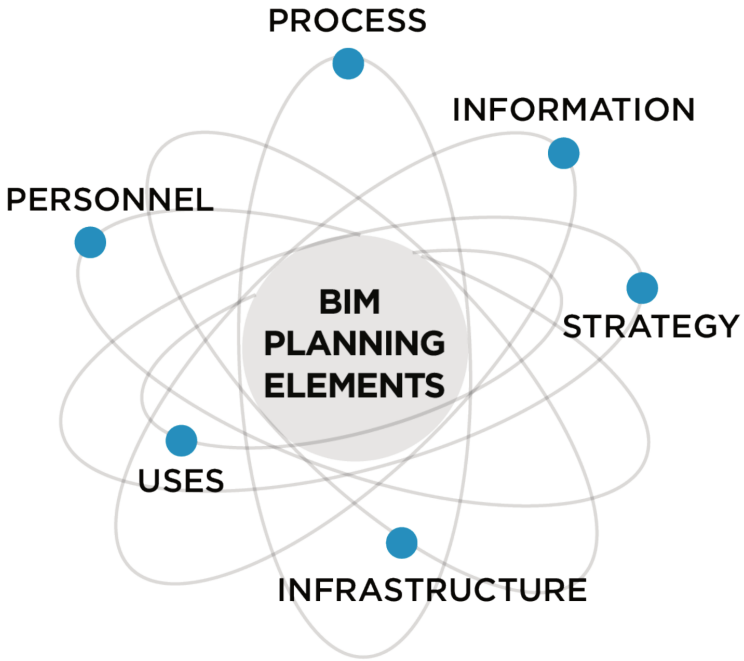 PROCESS
INFORMATION
PERSONNEL
STRATEGY
BIM
PLANNING
ELEMENTS
USES
INFRASTRUCTURE